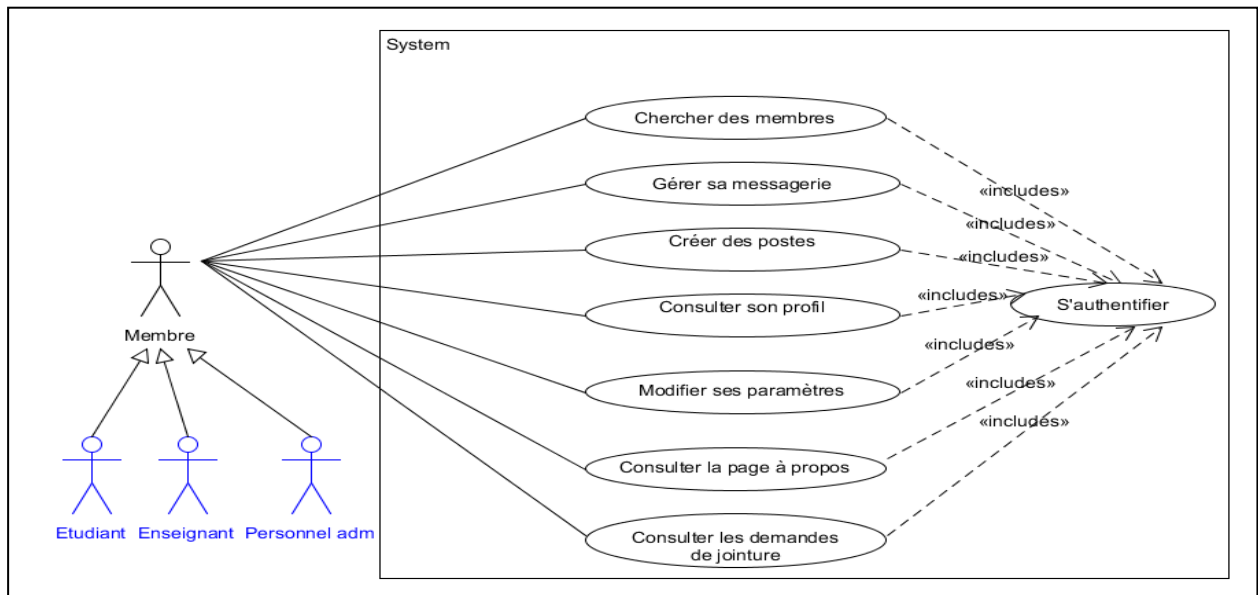 System
Chercher des membres
«includes»
Gérer sa messagerie
«includes»
Créer des postes
«includes»
Consulter son profil
«includes»
S'authentifier
Membre
Modifier ses paramètres
«includes»
Consulter la page à propos
«includes»
Consulter les demandes
de jointure
«includes»
Etudiant
Enseignant
Personnel adm